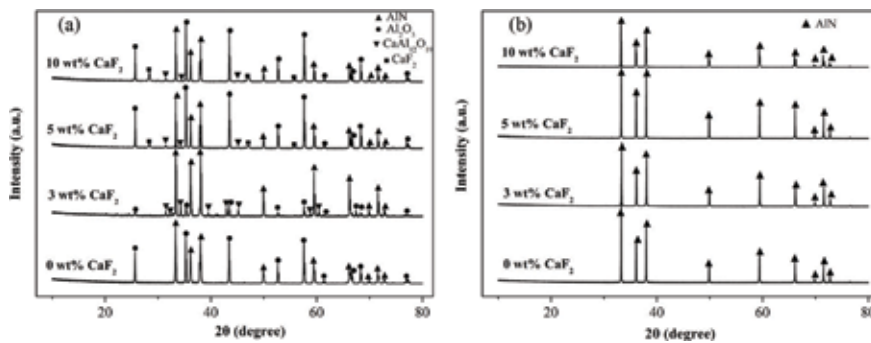 (a)
AlN
Al₂O₃
CaAl₁₂O₁₉
CaF₂
10 wt% CaF₂
5 wt% CaF₂
3 wt% CaF₂
0 wt% CaF₂
Intensity (a.u.)
20 40 60 80
2θ (degree)
(b)
AlN
10 wt% CaF₂
5 wt% CaF₂
3 wt% CaF₂
0 wt% CaF₂
Intensity (a.u.)
20 40 60 80
2θ (degree)